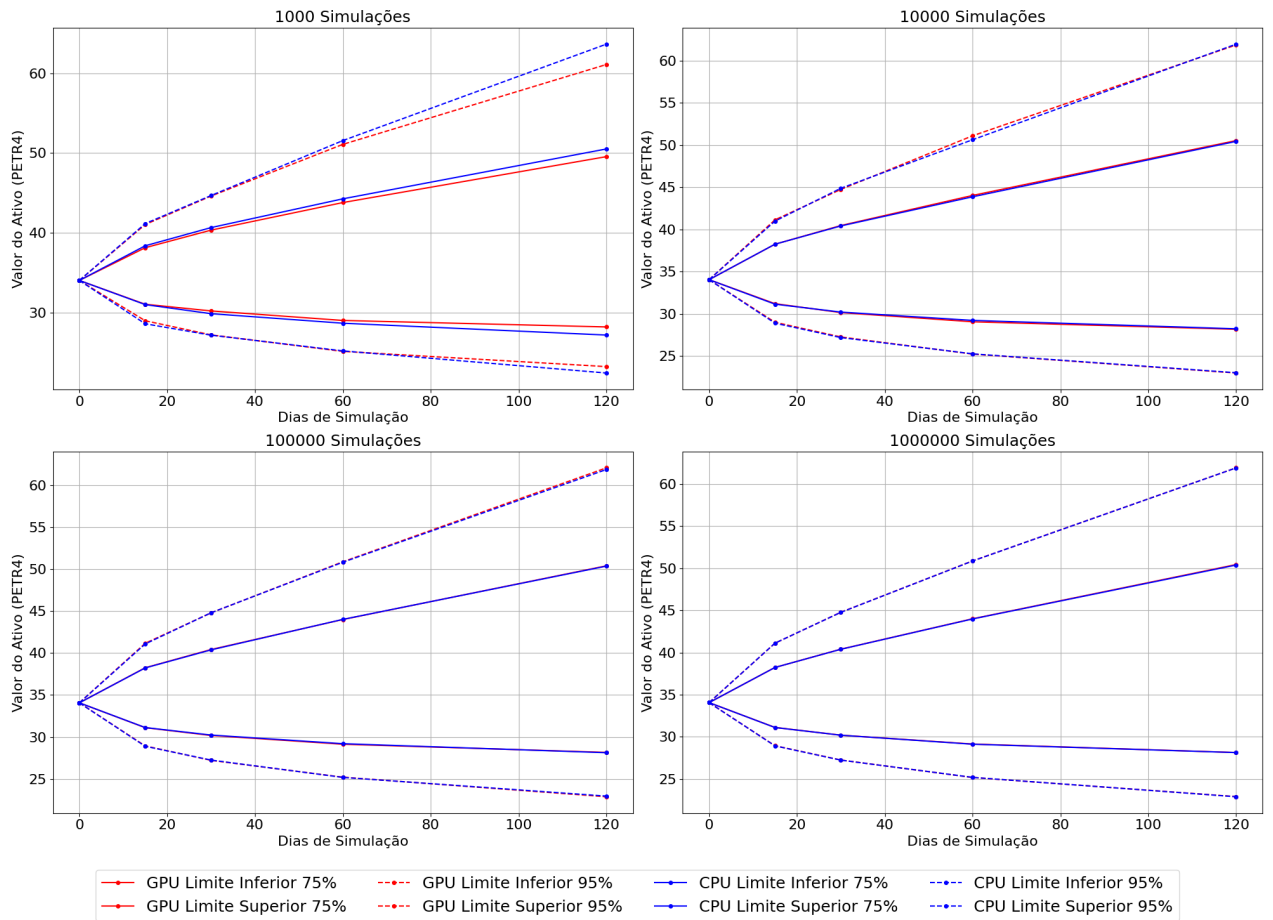 1000 Simulações
Valor do Ativo (PETR4)
60
50
40
30
0 20 40 60 80 100 120
Dias de Simulação
10000 Simulações
Valor do Ativo (PETR4)
60
55
50
45
40
35
30
25
0 20 40 60 80 100 120
Dias de Simulação
100000 Simulações
Valor do Ativo (PETR4)
60
55
50
45
40
35
30
25
0 20 40 60 80 100 120
Dias de Simulação
1000000 Simulações
Valor do Ativo (PETR4)
60
55
50
45
40
35
30
25
0 20 40 60 80 100 120
Dias de Simulação
GPU Limite Inferior 75% GPU Limite Inferior 95% CPU Limite Inferior 75% CPU Limite Inferior 95%
GPU Limite Superior 75% GPU Limite Superior 95% CPU Limite Superior 75% CPU Limite Superior 95%